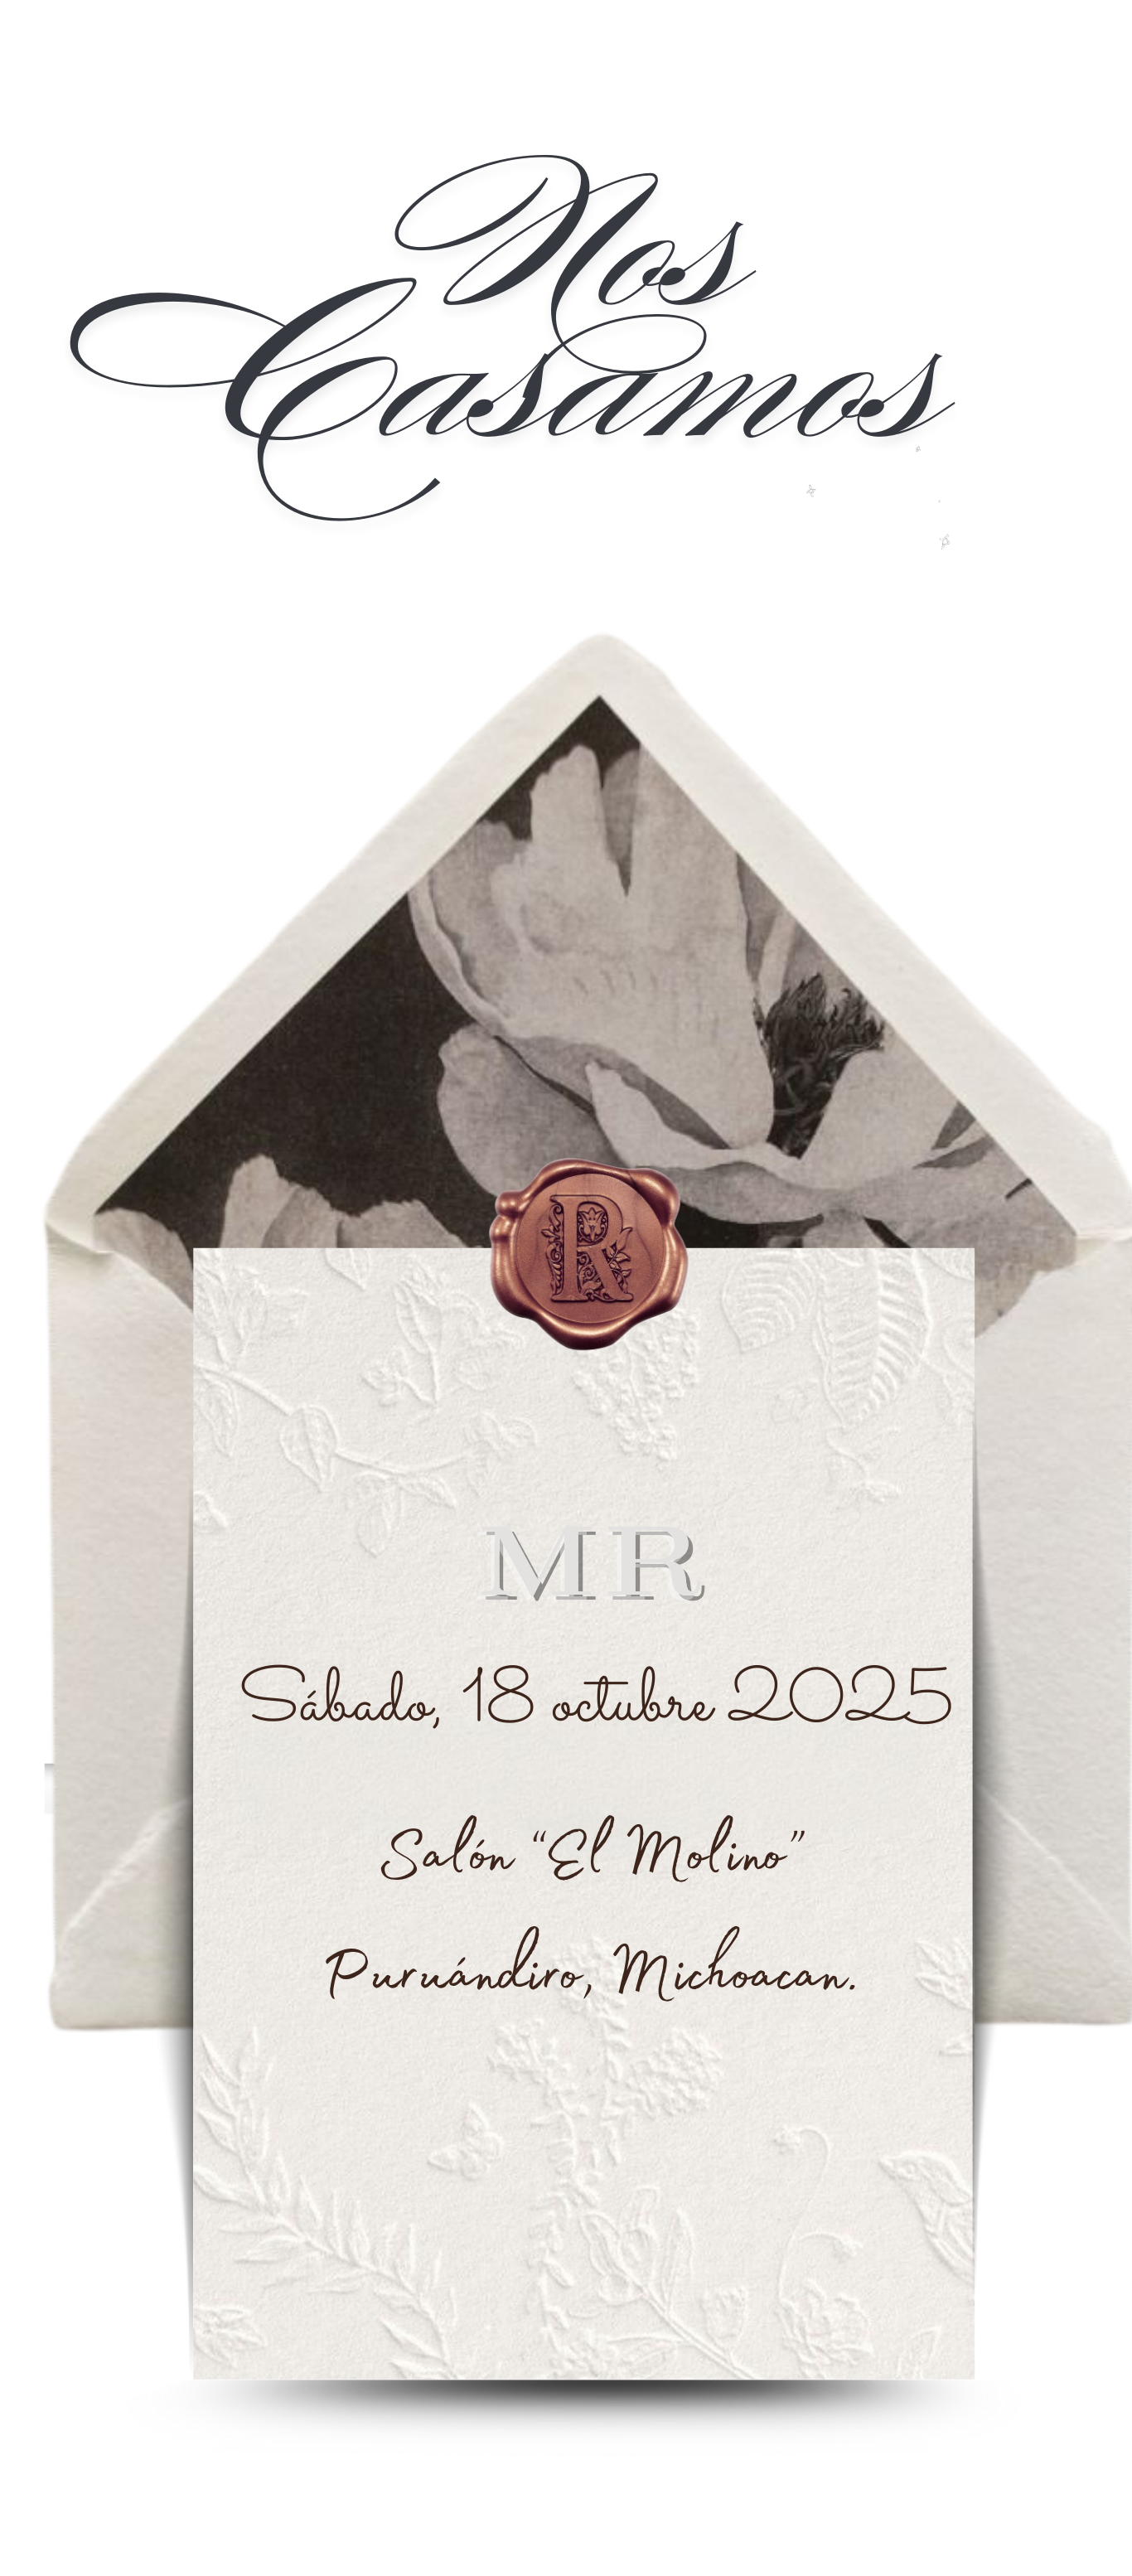 Nos
Casamos
R
MR
Sábado, 18 octubre 2025
Salón “El Molino”
Puruándiro, Michoacan.